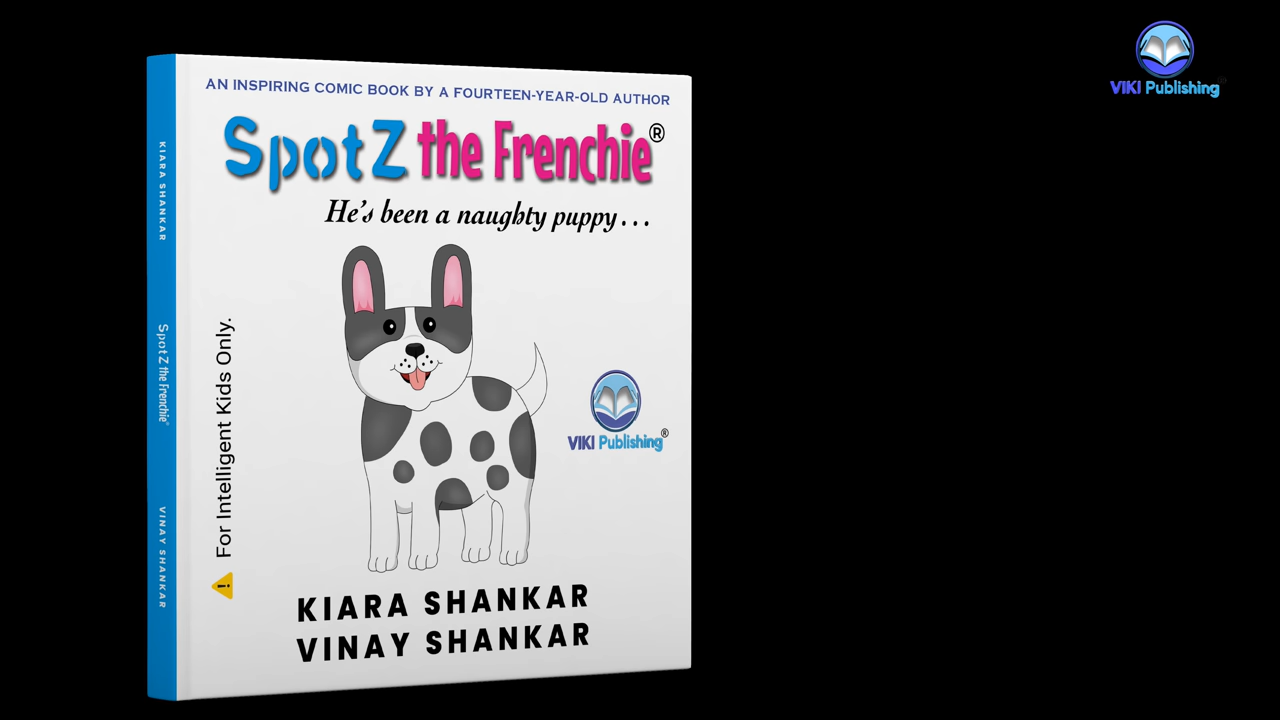 AN INSPIRING COMIC BOOK BY A FOURTEEN-YEAR-OLD AUTHOR
SpotZ the Frenchie®
He's been a naughty puppy...
For Intelligent Kids Only.
VIKI Publishing®
KIARA SHANKAR
VINAY SHANKAR
KIARA SHANKAR
SpotZ the Frenchie®
VINAY SHANKAR
VIKI Publishing®